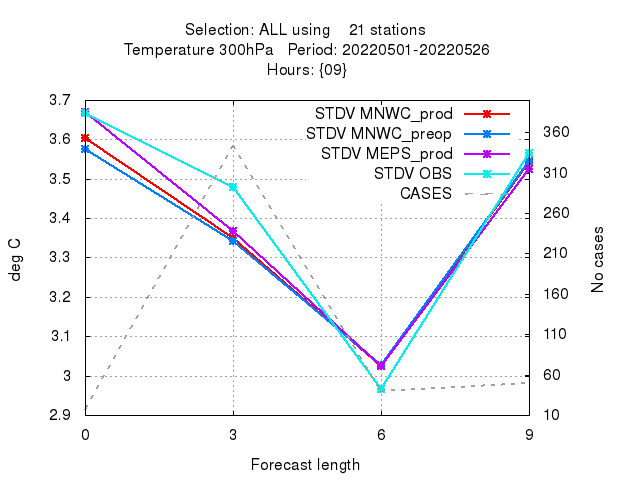 Selection: ALL using    21 stations
Temperature 300hPa   Period: 20220501-20220526
Hours: {09}
STDV MNWC_prod
STDV MNWC_preop
STDV MEPS_prod
STDV OBS
CASES
deg C
3.7
3.6
3.5
3.4
3.3
3.2
3.1
3
2.9
360
310
260
210
160
110
60
10
No cases
0 3 6 9
Forecast length